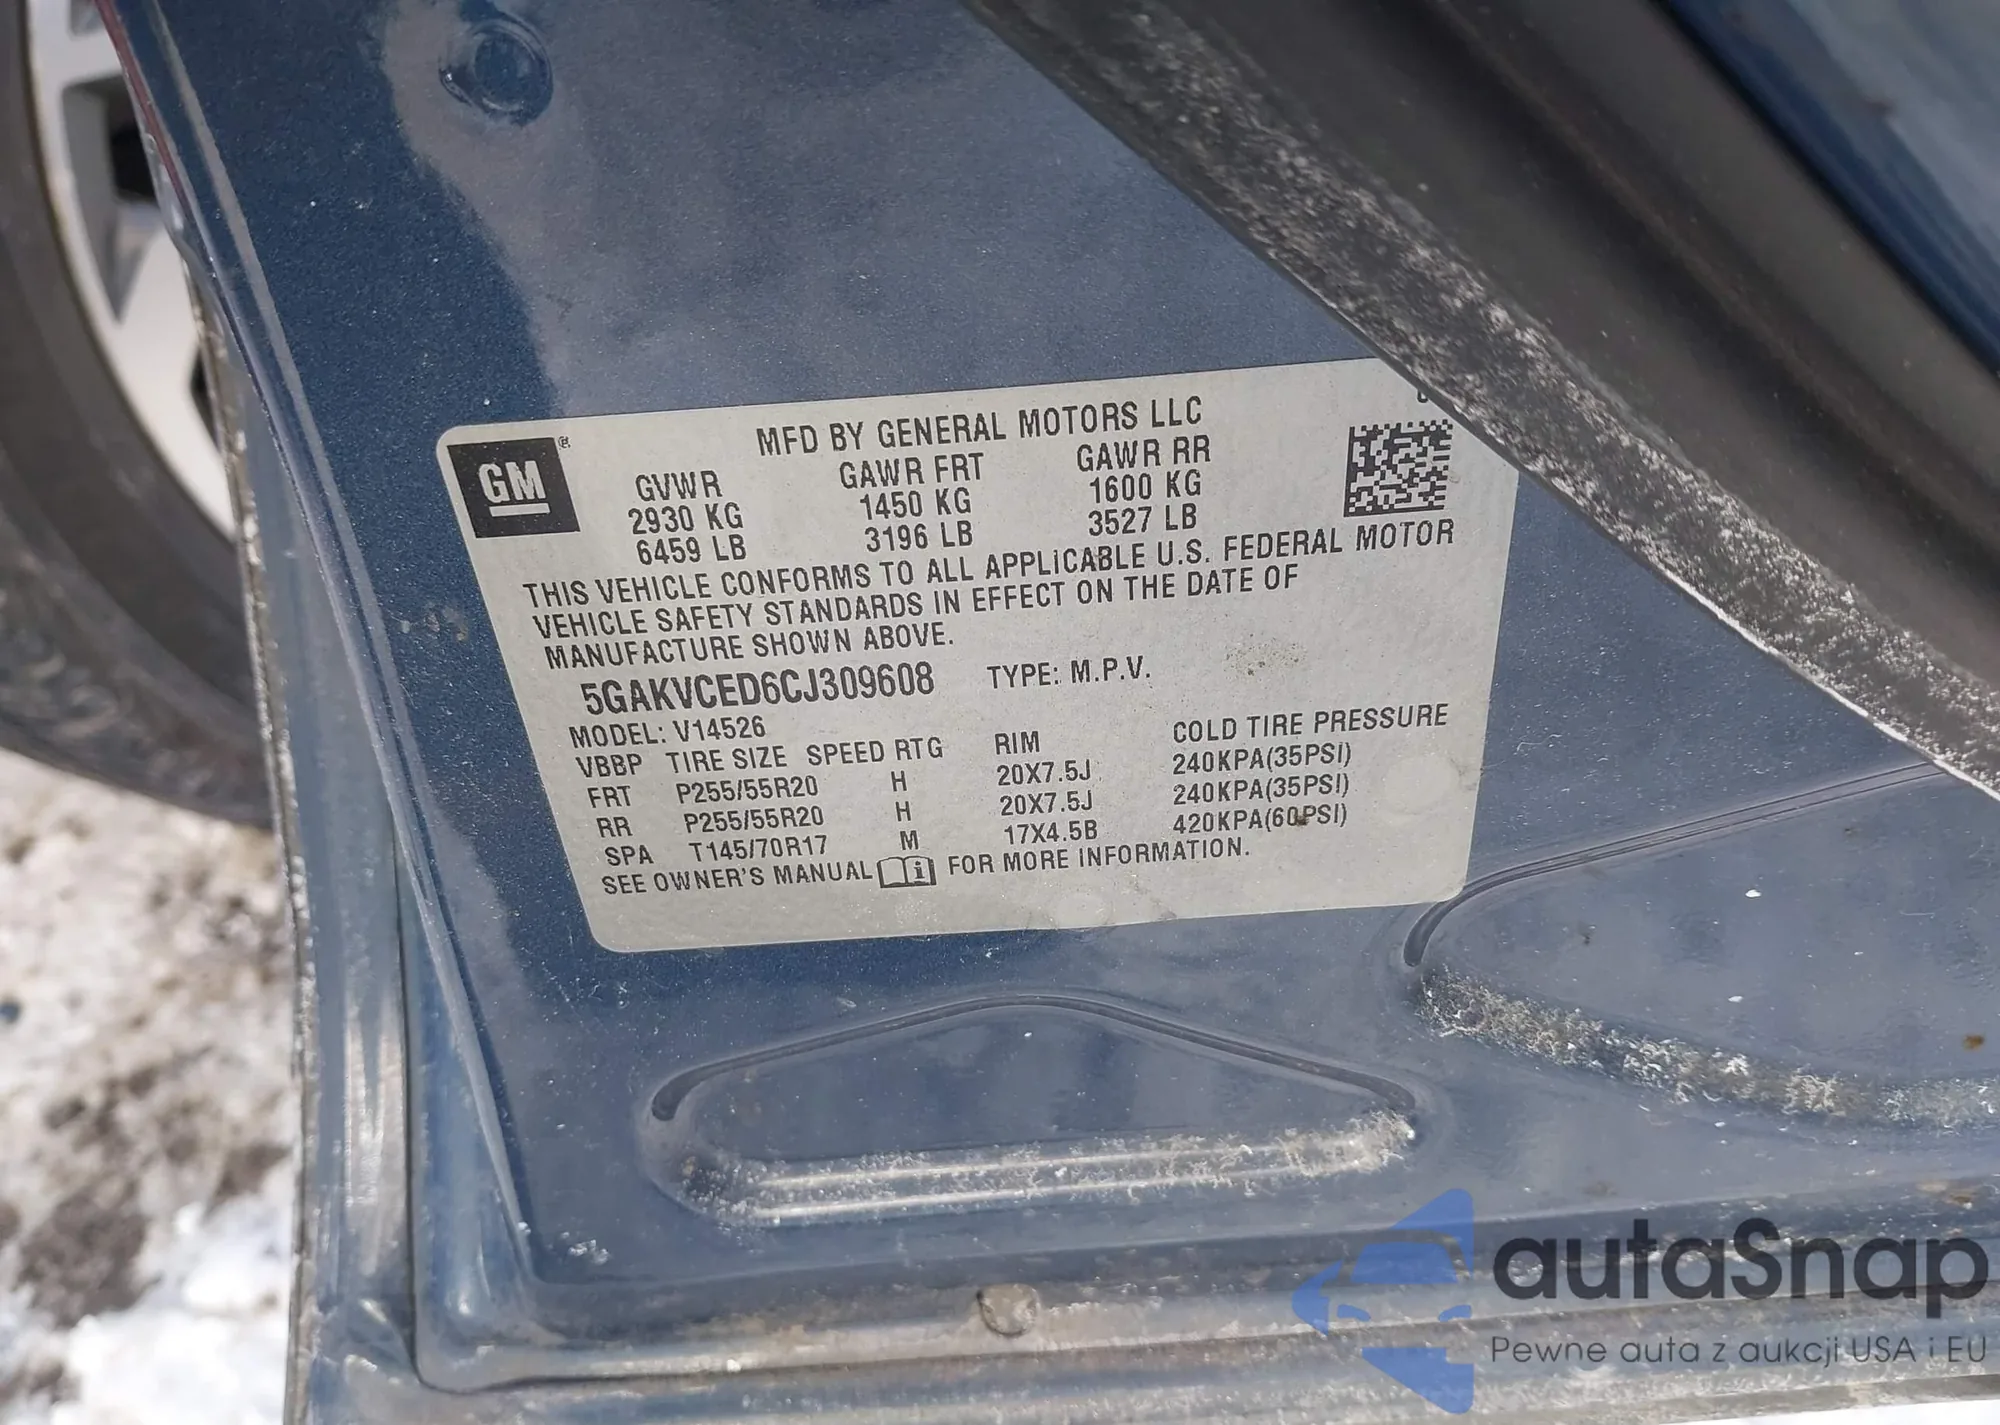 MFD BY GENERAL MOTORS LLC
GM
GVWR GAWR FRT GAWR RR
2930 KG 1450 KG 1600 KG
6459 LB 3196 LB 3527 LB
THIS VEHICLE CONFORMS TO ALL APPLICABLE U.S. FEDERAL MOTOR
VEHICLE SAFETY STANDARDS IN EFFECT ON THE DATE OF
MANUFACTURE SHOWN ABOVE.
5GAKVCED6CJ309608 TYPE: M.P.V.
MODEL: V14526
VBBP TIRE SIZE SPEED RTG RIM COLD TIRE PRESSURE
FRT P255/55R20 H 20X7.5J 240KPA(35PSI)
RR P255/55R20 H 20X7.5J 240KPA(35PSI)
SPA T145/70R17 M 17X4.5B 420KPA(60PSI)
SEE OWNER'S MANUAL i FOR MORE INFORMATION.
autaSnap
Pewne auta z aukcji USA i EU